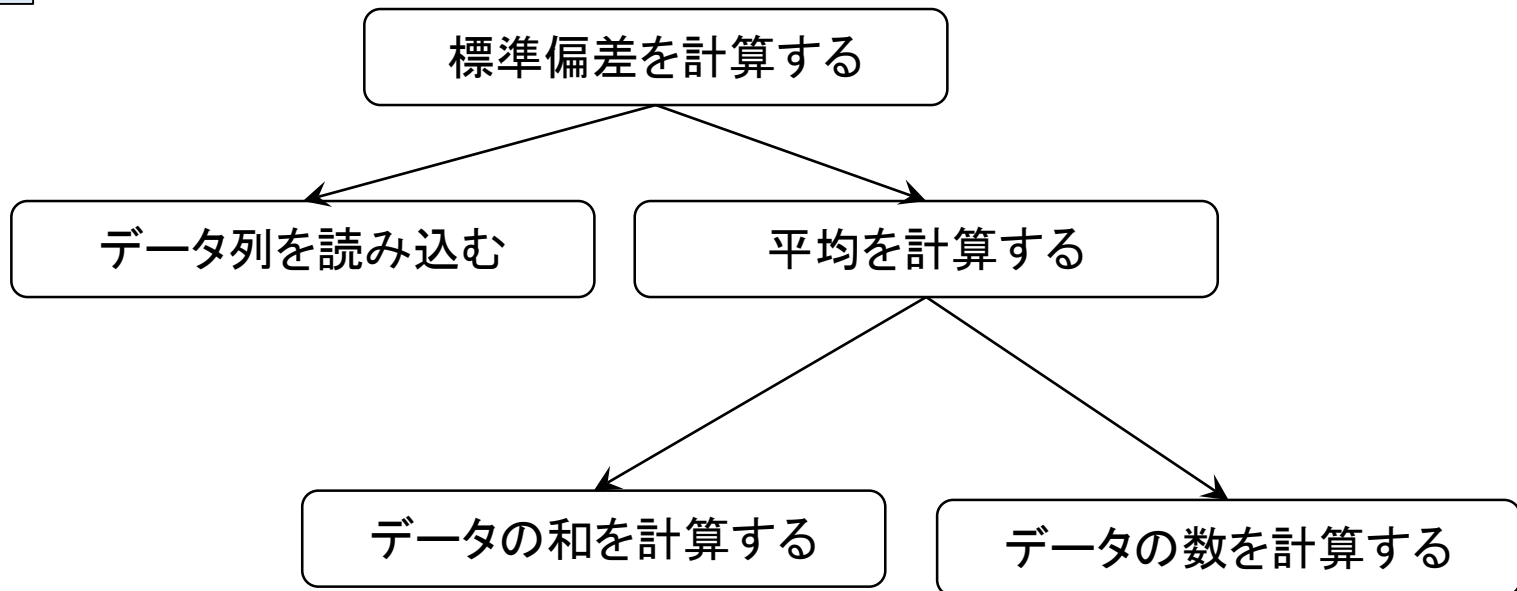 標準偏差を計算する
データ列を読み込む
平均を計算する
データの和を計算する
データの数を計算する